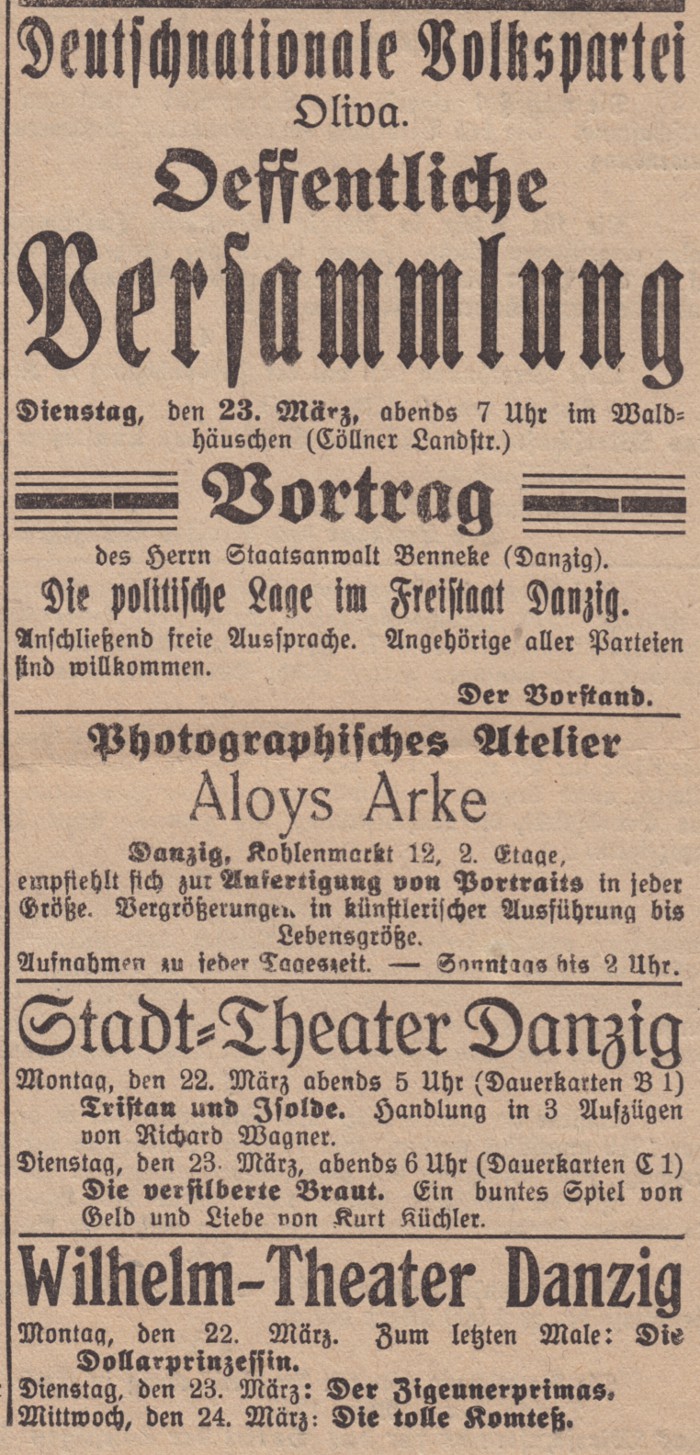 Deutschnationale Volkspartei
Oliva.
Oeffentliche
Versammlung
Dienstag, den 23. März, abends 7 Uhr im Wald-
häuschen (Cöllner Landstr.)
Vortrag
des Herrn Staatsanwalt Benneke (Danzig).
Die politische Lage im Freistaat Danzig.
Anschließend freie Aussprache. Angehörige aller Parteien
sind willkommen.
Der Vorstand.
Photographisches Atelier
Aloys Arke
Danzig, Kohlenmarkt 12, 2. Etage,
empfiehlt sich zur Anfertigung von Portraits in jeder
Größe. Vergrößerungen in künstlerischer Ausführung bis
Lebensgröße.
Aufnahmen zu jeder Tageszeit. — Sonntags bis 2 Uhr.
Stadt-Theater Danzig
Montag, den 22. März abends 5 Uhr (Dauerkarten B 1)
Tristan und Isolde. Handlung in 3 Aufzügen
von Richard Wagner.
Dienstag, den 23. März, abends 6 Uhr (Dauerkarten C 1)
Die versilberte Braut. Ein buntes Spiel von
Geld und Liebe von Kurt Küchler.
Wilhelm-Theater Danzig
Montag, den 22. März. Zum letzten Male: Die
Dollarprinzessin.
Dienstag, den 23. März: Der Zigeunerprimas.
Mittwoch, den 24. März: Die tolle Komteß.